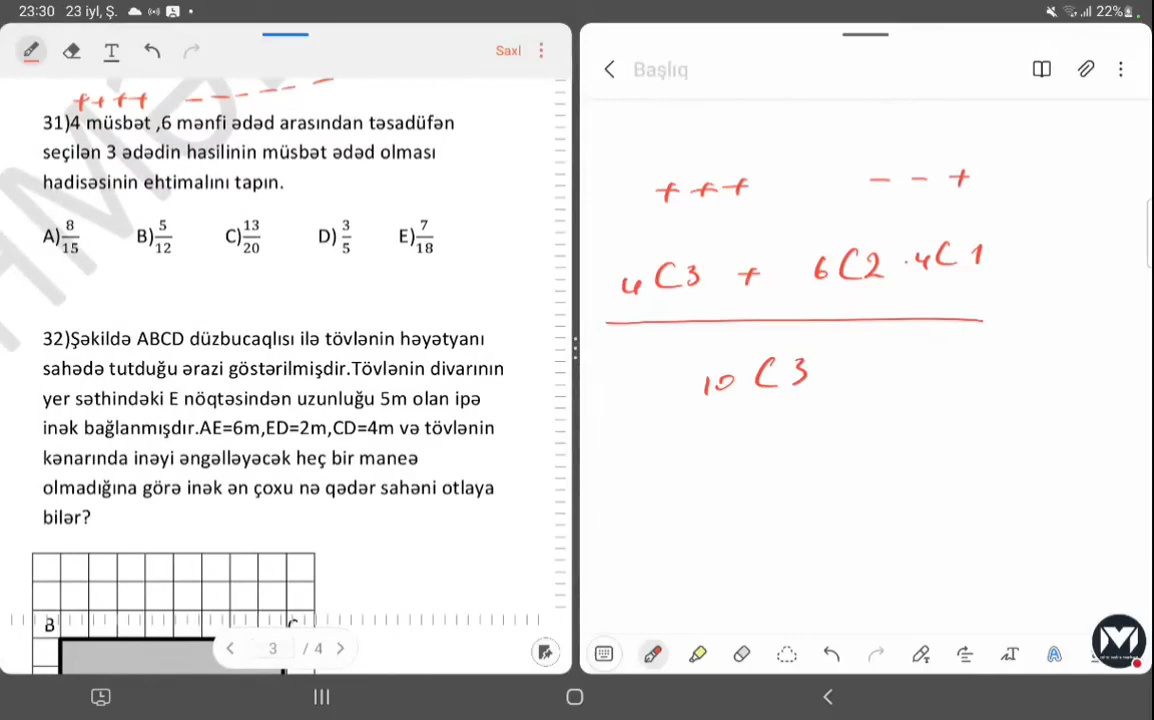 23:30 23 iyl, Ş. 22%
Saxl
Başlıq
++++ − − − − − −
31)4 müsbət ,6 mənfi ədəd arasından təsadüfən
seçilən 3 ədədin hasilinin müsbət ədəd olması
hadisəsinin ehtimalını tapın.
A) 8/15 B) 5/12 C) 13/20 D) 3/5 E) 7/18
32)Şəkildə ABCD düzbucaqlısı ilə tövlənin həyətyanı
sahədə tutduğu ərazi göstərilmişdir.Tövlənin divarının
yer səthindəki E nöqtəsindən uzunluğu 5m olan ipə
inək bağlanmışdır.AE=6m,ED=2m,CD=4m və tövlənin
kənarında inəyi əngəlləyəcək heç bir maneə
olmadığına görə inək ən çoxu nə qədər sahəni otlaya
bilər?
B C
3 / 4
+ + + − − +
4C3 + 6C2 · 4C1
10C3